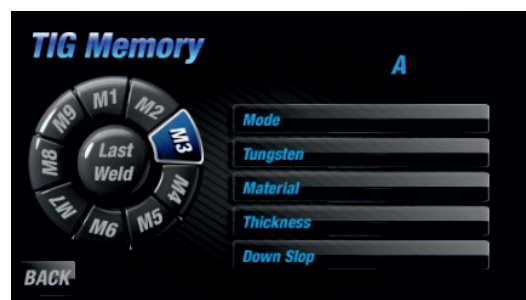 TIG Memory
A
M1
M2
M3
M4
M5
M6
M7
M8
M9
Last
Weld
Mode
Tungsten
Material
Thickness
Down Slop
BACK